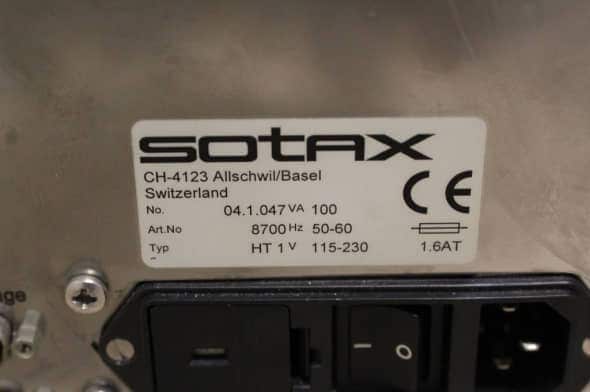 sotax
CH-4123 Allschwil/Basel
Switzerland
CE
No. 04.1.047 VA 100
Art.No 8700 Hz 50-60
Typ HT 1 V 115-230 1.6AT
I O